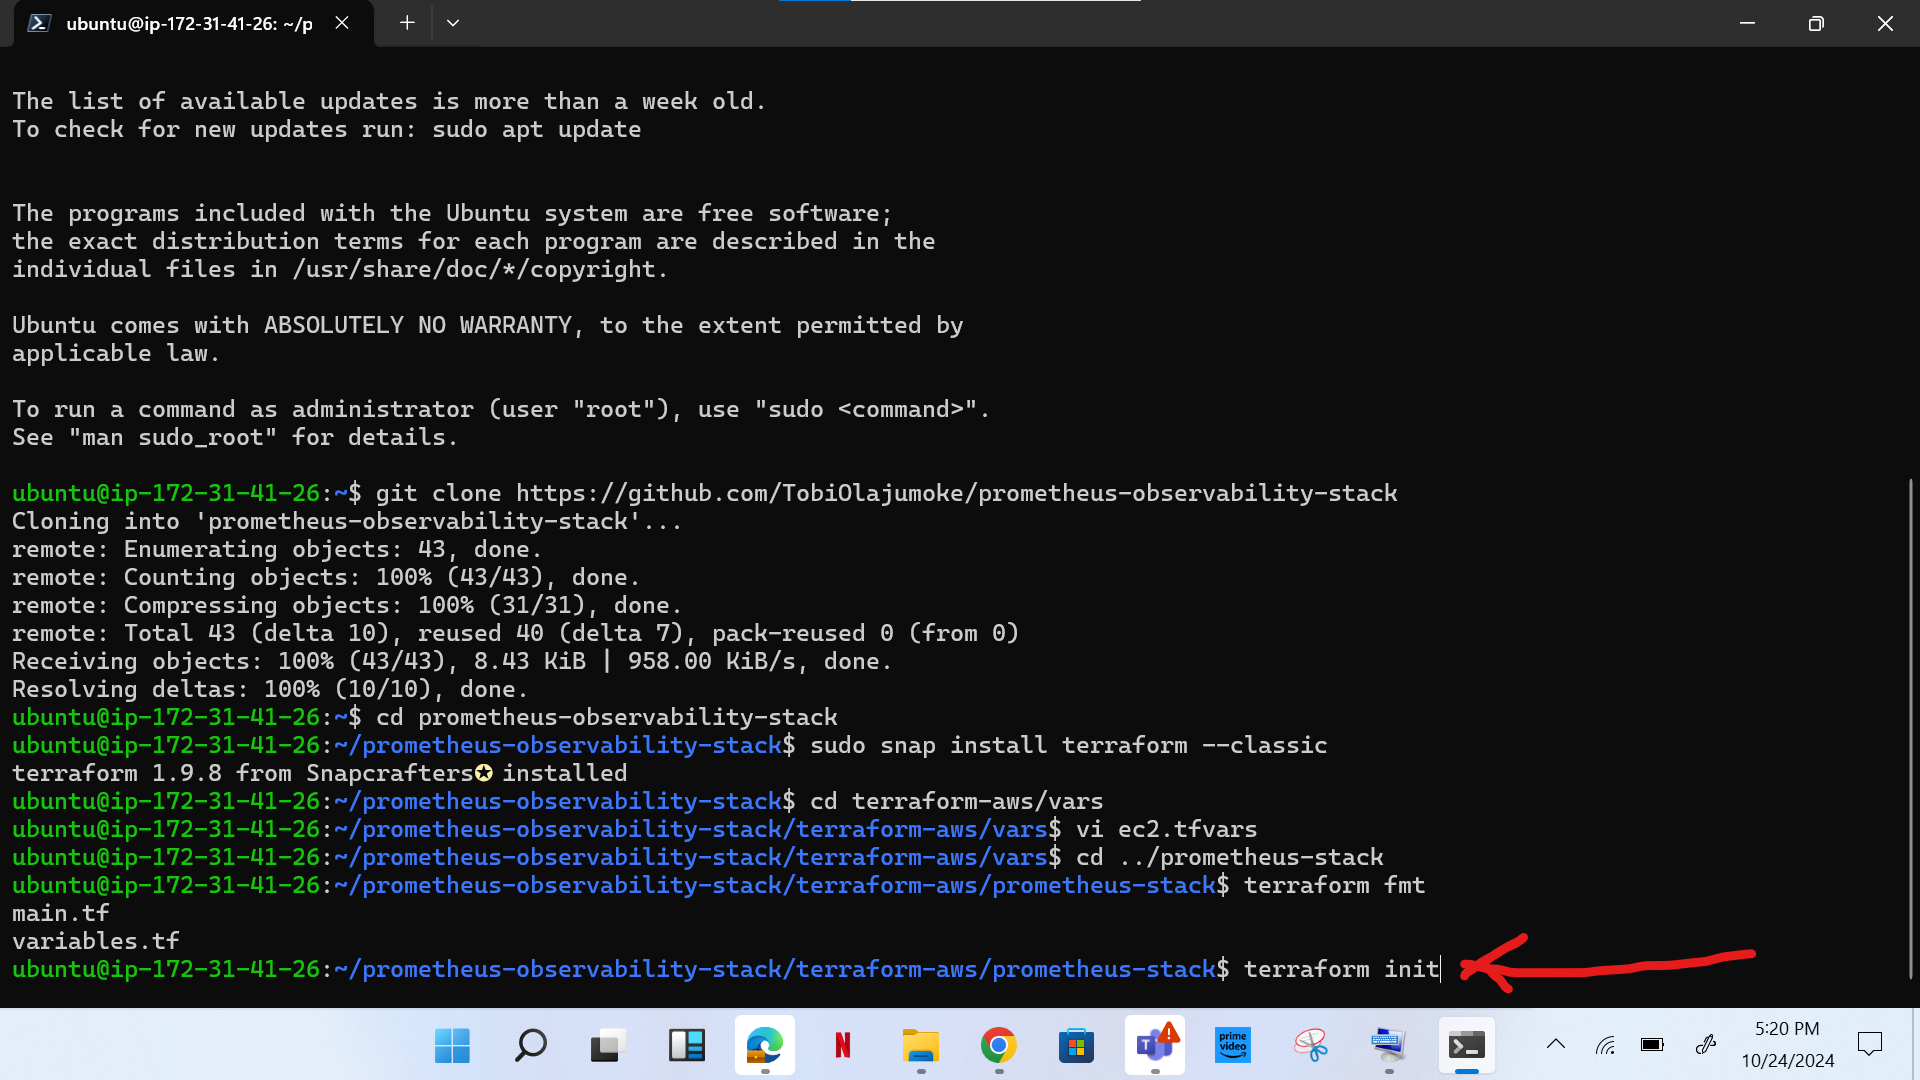 ubuntu@ip-172-31-41-26: ~/p
The list of available updates is more than a week old.
To check for new updates run: sudo apt update
The programs included with the Ubuntu system are free software;
the exact distribution terms for each program are described in the
individual files in /usr/share/doc/*/copyright.
Ubuntu comes with ABSOLUTELY NO WARRANTY, to the extent permitted by
applicable law.
To run a command as administrator (user "root"), use "sudo <command>".
See "man sudo_root" for details.
ubuntu@ip-172-31-41-26:~$ git clone https://github.com/TobiOlajumoke/prometheus-observability-stack
Cloning into 'prometheus-observability-stack'...
remote: Enumerating objects: 43, done.
remote: Counting objects: 100% (43/43), done.
remote: Compressing objects: 100% (31/31), done.
remote: Total 43 (delta 10), reused 40 (delta 7), pack-reused 0 (from 0)
Receiving objects: 100% (43/43), 8.43 KiB | 958.00 KiB/s, done.
Resolving deltas: 100% (10/10), done.
ubuntu@ip-172-31-41-26:~$ cd prometheus-observability-stack
ubuntu@ip-172-31-41-26:~/prometheus-observability-stack$ sudo snap install terraform --classic
terraform 1.9.8 from Snapcrafters✪ installed
ubuntu@ip-172-31-41-26:~/prometheus-observability-stack$ cd terraform-aws/vars
ubuntu@ip-172-31-41-26:~/prometheus-observability-stack/terraform-aws/vars$ vi ec2.tfvars
ubuntu@ip-172-31-41-26:~/prometheus-observability-stack/terraform-aws/vars$ cd ../prometheus-stack
ubuntu@ip-172-31-41-26:~/prometheus-observability-stack/terraform-aws/prometheus-stack$ terraform fmt
main.tf
variables.tf
ubuntu@ip-172-31-41-26:~/prometheus-observability-stack/terraform-aws/prometheus-stack$ terraform init
N
T
prime video
5:20 PM
10/24/2024